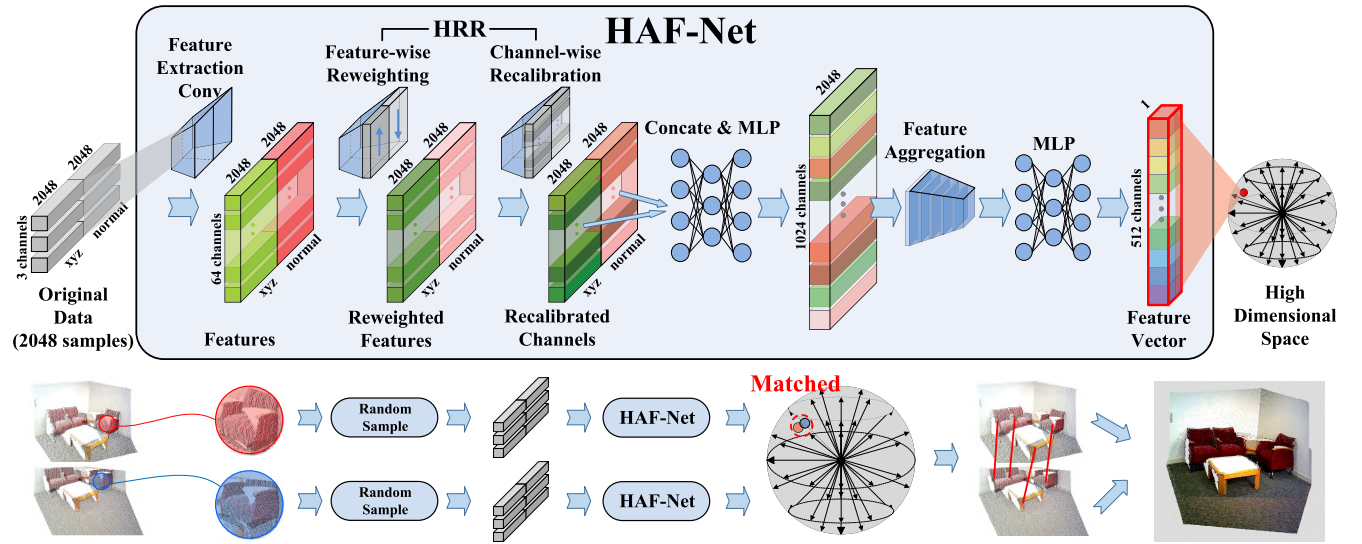 HAF-Net
HRR
Feature
Extraction
Conv
Feature-wise
Reweighting
Channel-wise
Recalibration
2048
2048
3 channels
xyz
normal
Original
Data
(2048 samples)
2048
2048
64 channels
xyz
normal
Features
2048
2048
xyz
normal
Reweighted
Features
2048
2048
xyz
normal
Recalibrated
Channels
Concate & MLP
2048
1024 channels
Feature
Aggregation
MLP
1
512 channels
Feature
Vector
High
Dimensional
Space
Random
Sample
HAF-Net
Matched
Random
Sample
HAF-Net